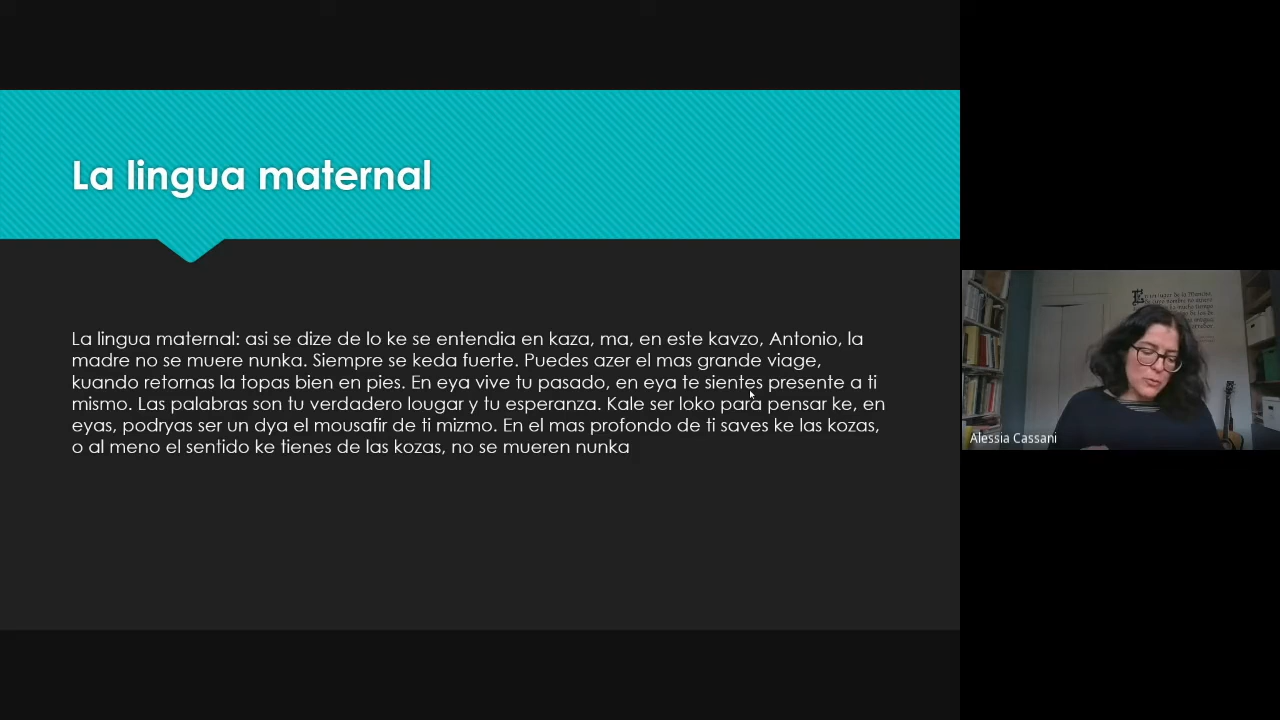 La lingua maternal
La lingua maternal: asi se dize de lo ke se entendia en kaza, ma, en este kavzo, Antonio, la
madre no se muere nunka. Siempre se keda fuerte. Puedes azer el mas grande viage,
kuando retornas la topas bien en pies. En eya vive tu pasado, en eya te sientes presente a ti
mismo. Las palabras son tu verdadero lougar y tu esperanza. Kale ser loko para pensar ke, en
eyas, podryas ser un dya el mousafir de ti mizmo. En el mas profondo de ti saves ke las kozas,
o al meno el sentido ke tienes de las kozas, no se mueren nunka
Alessia Cassani